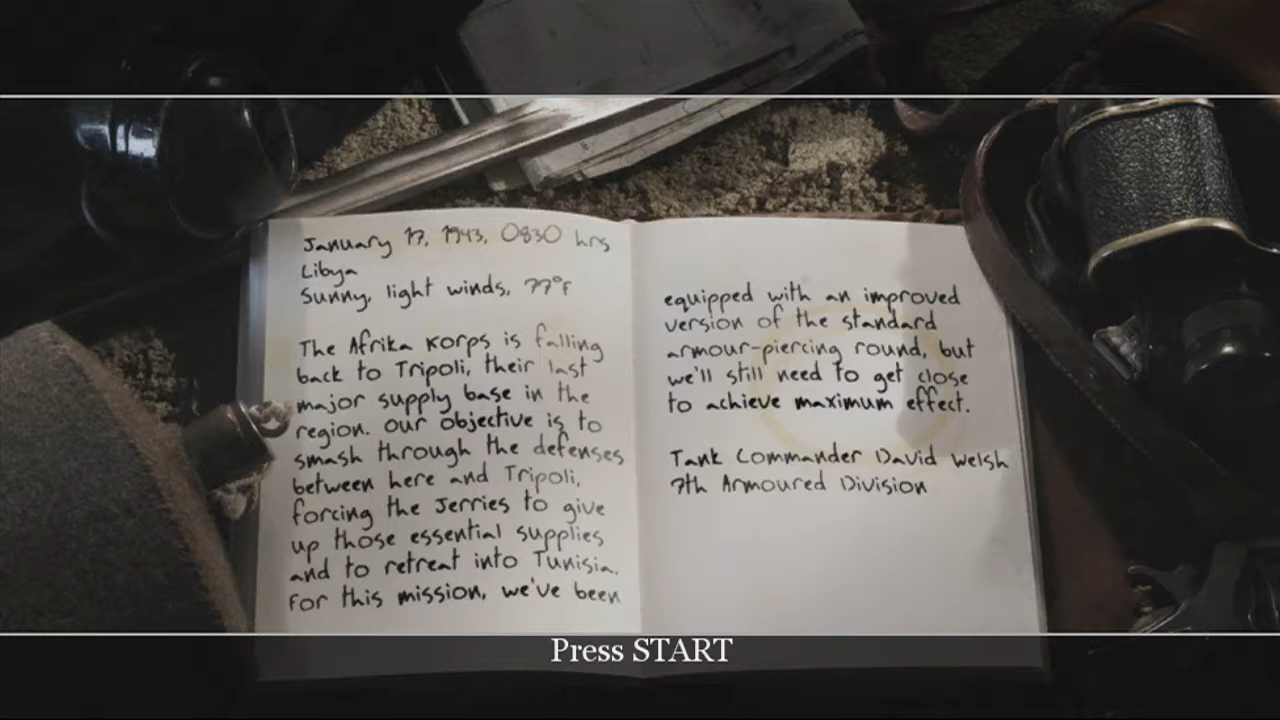 January 17, 1943, 0830 hrs
Libya
Sunny, light winds, 77°F
The Afrika Korps is falling
back to Tripoli, their last
major supply base in the
region. Our objective is to
smash through the defenses
between here and Tripoli,
forcing the Jerries to give
up those essential supplies
and to retreat into Tunisia.
For this mission, we've been
equipped with an improved
version of the standard
armour-piercing round, but
we'll still need to get close
to achieve maximum effect.
Tank Commander David Welsh
7th Armoured Division
Press START